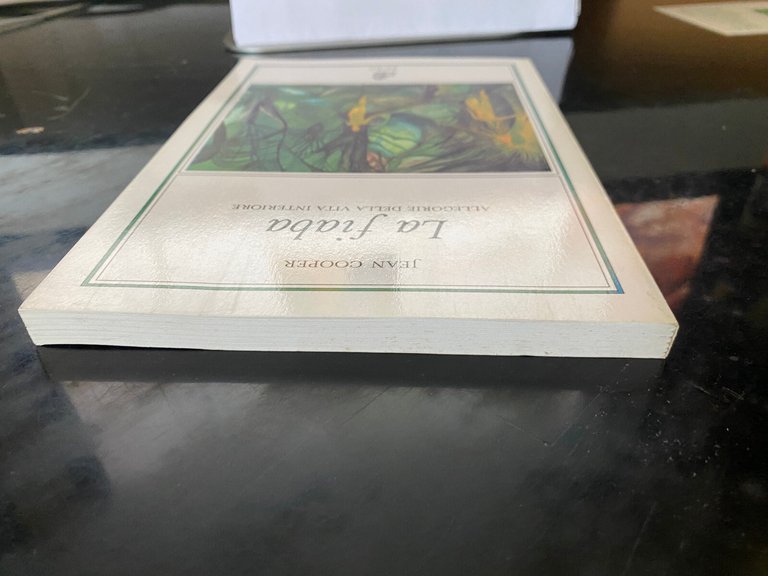 JEAN COOPER
La fiaba
ALLEGORIE DELLA VITA INTERIORE